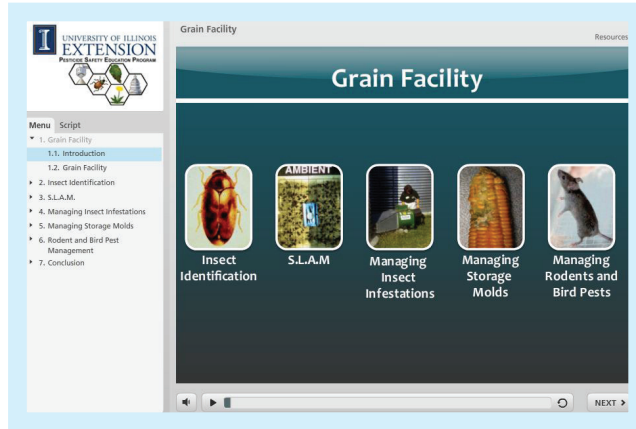 UNIVERSITY OF ILLINOIS
EXTENSION
PESTICIDE SAFETY EDUCATION PROGRAM
Menu Script
1. Grain Facility
1.1. Introduction
1.2. Grain Facility
2. Insect Identification
3. S.L.A.M.
4. Managing Insect Infestations
5. Managing Storage Molds
6. Rodent and Bird Pest
Management
7. Conclusion
Grain Facility
Resources
Grain Facility
AMBIENT
Insect
Identification
S.L.A.M
Managing
Insect
Infestations
Managing
Storage
Molds
Managing
Rodents and
Bird Pests
NEXT